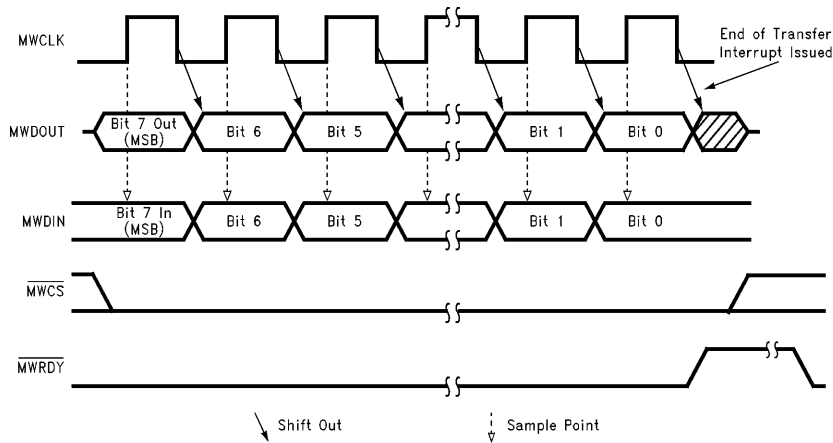 MWCLK
End of Transfer
Interrupt Issued
MWDOUT
Bit 7 Out
(MSB)
Bit 6
Bit 5
Bit 1
Bit 0
MWDIN
Bit 7 In
(MSB)
Bit 6
Bit 5
Bit 1
Bit 0
MWCS
MWRDY
Shift Out
Sample Point